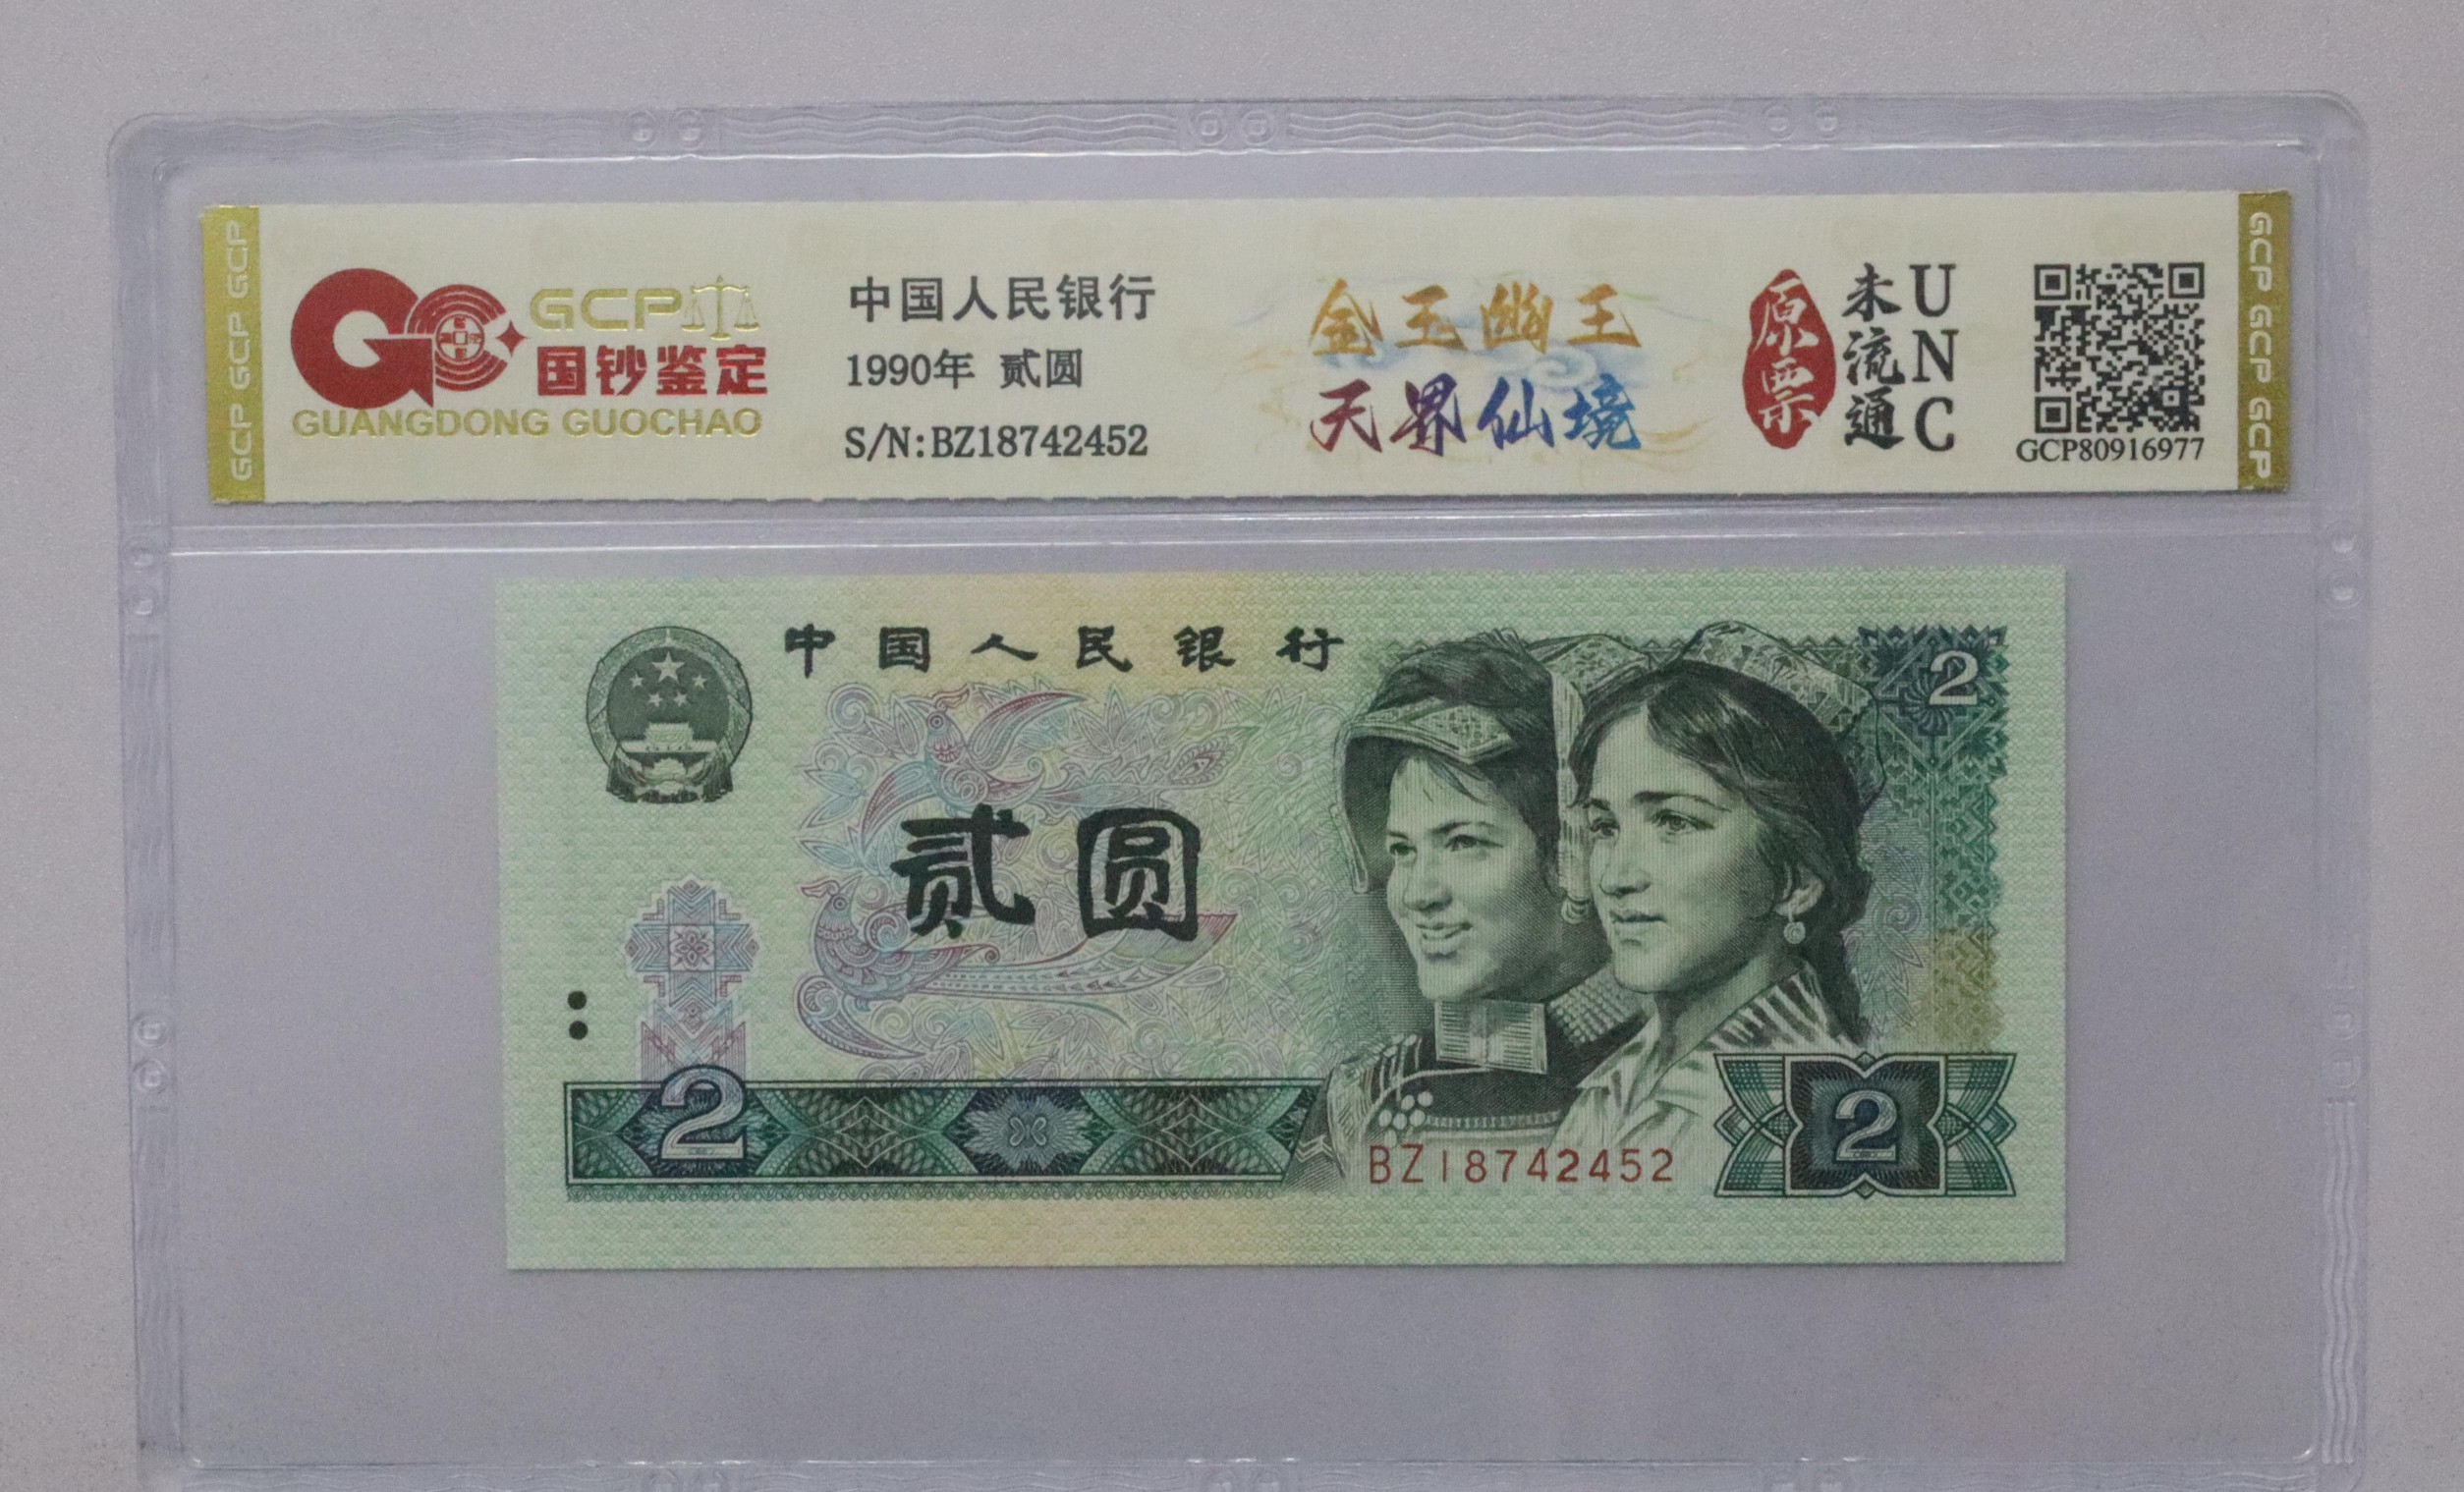 GCP GCP GCP
GCP
国钞鉴定
GUANGDONG GUOCHAO
中国人民银行
1990年 贰圆
S/N:BZ18742452
金玉幽王
天界仙境
原票
未流通
UNC
GCP80916977
GCP GCP GCP
中国人民银行
2
贰圆
2
BZ18742452
2